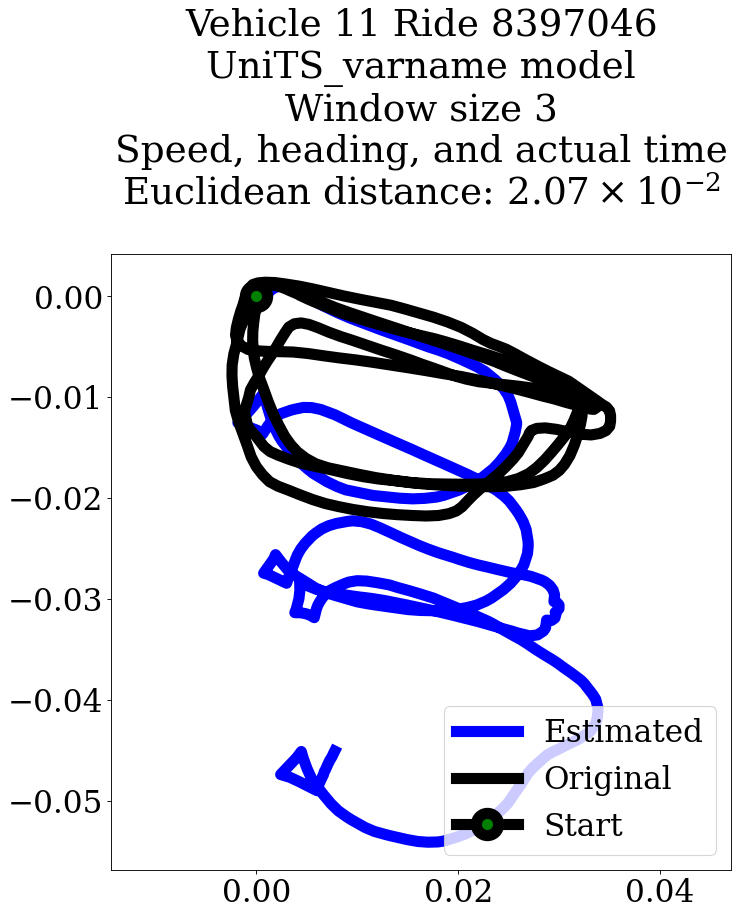 Vehicle 11 Ride 8397046
UniTS_varname model
Window size 3
Speed, heading, and actual time
Euclidean distance: 2.07 × 10⁻²
0.00
−0.01
−0.02
−0.03
−0.04
−0.05
Estimated
Original
Start
0.00
0.02
0.04